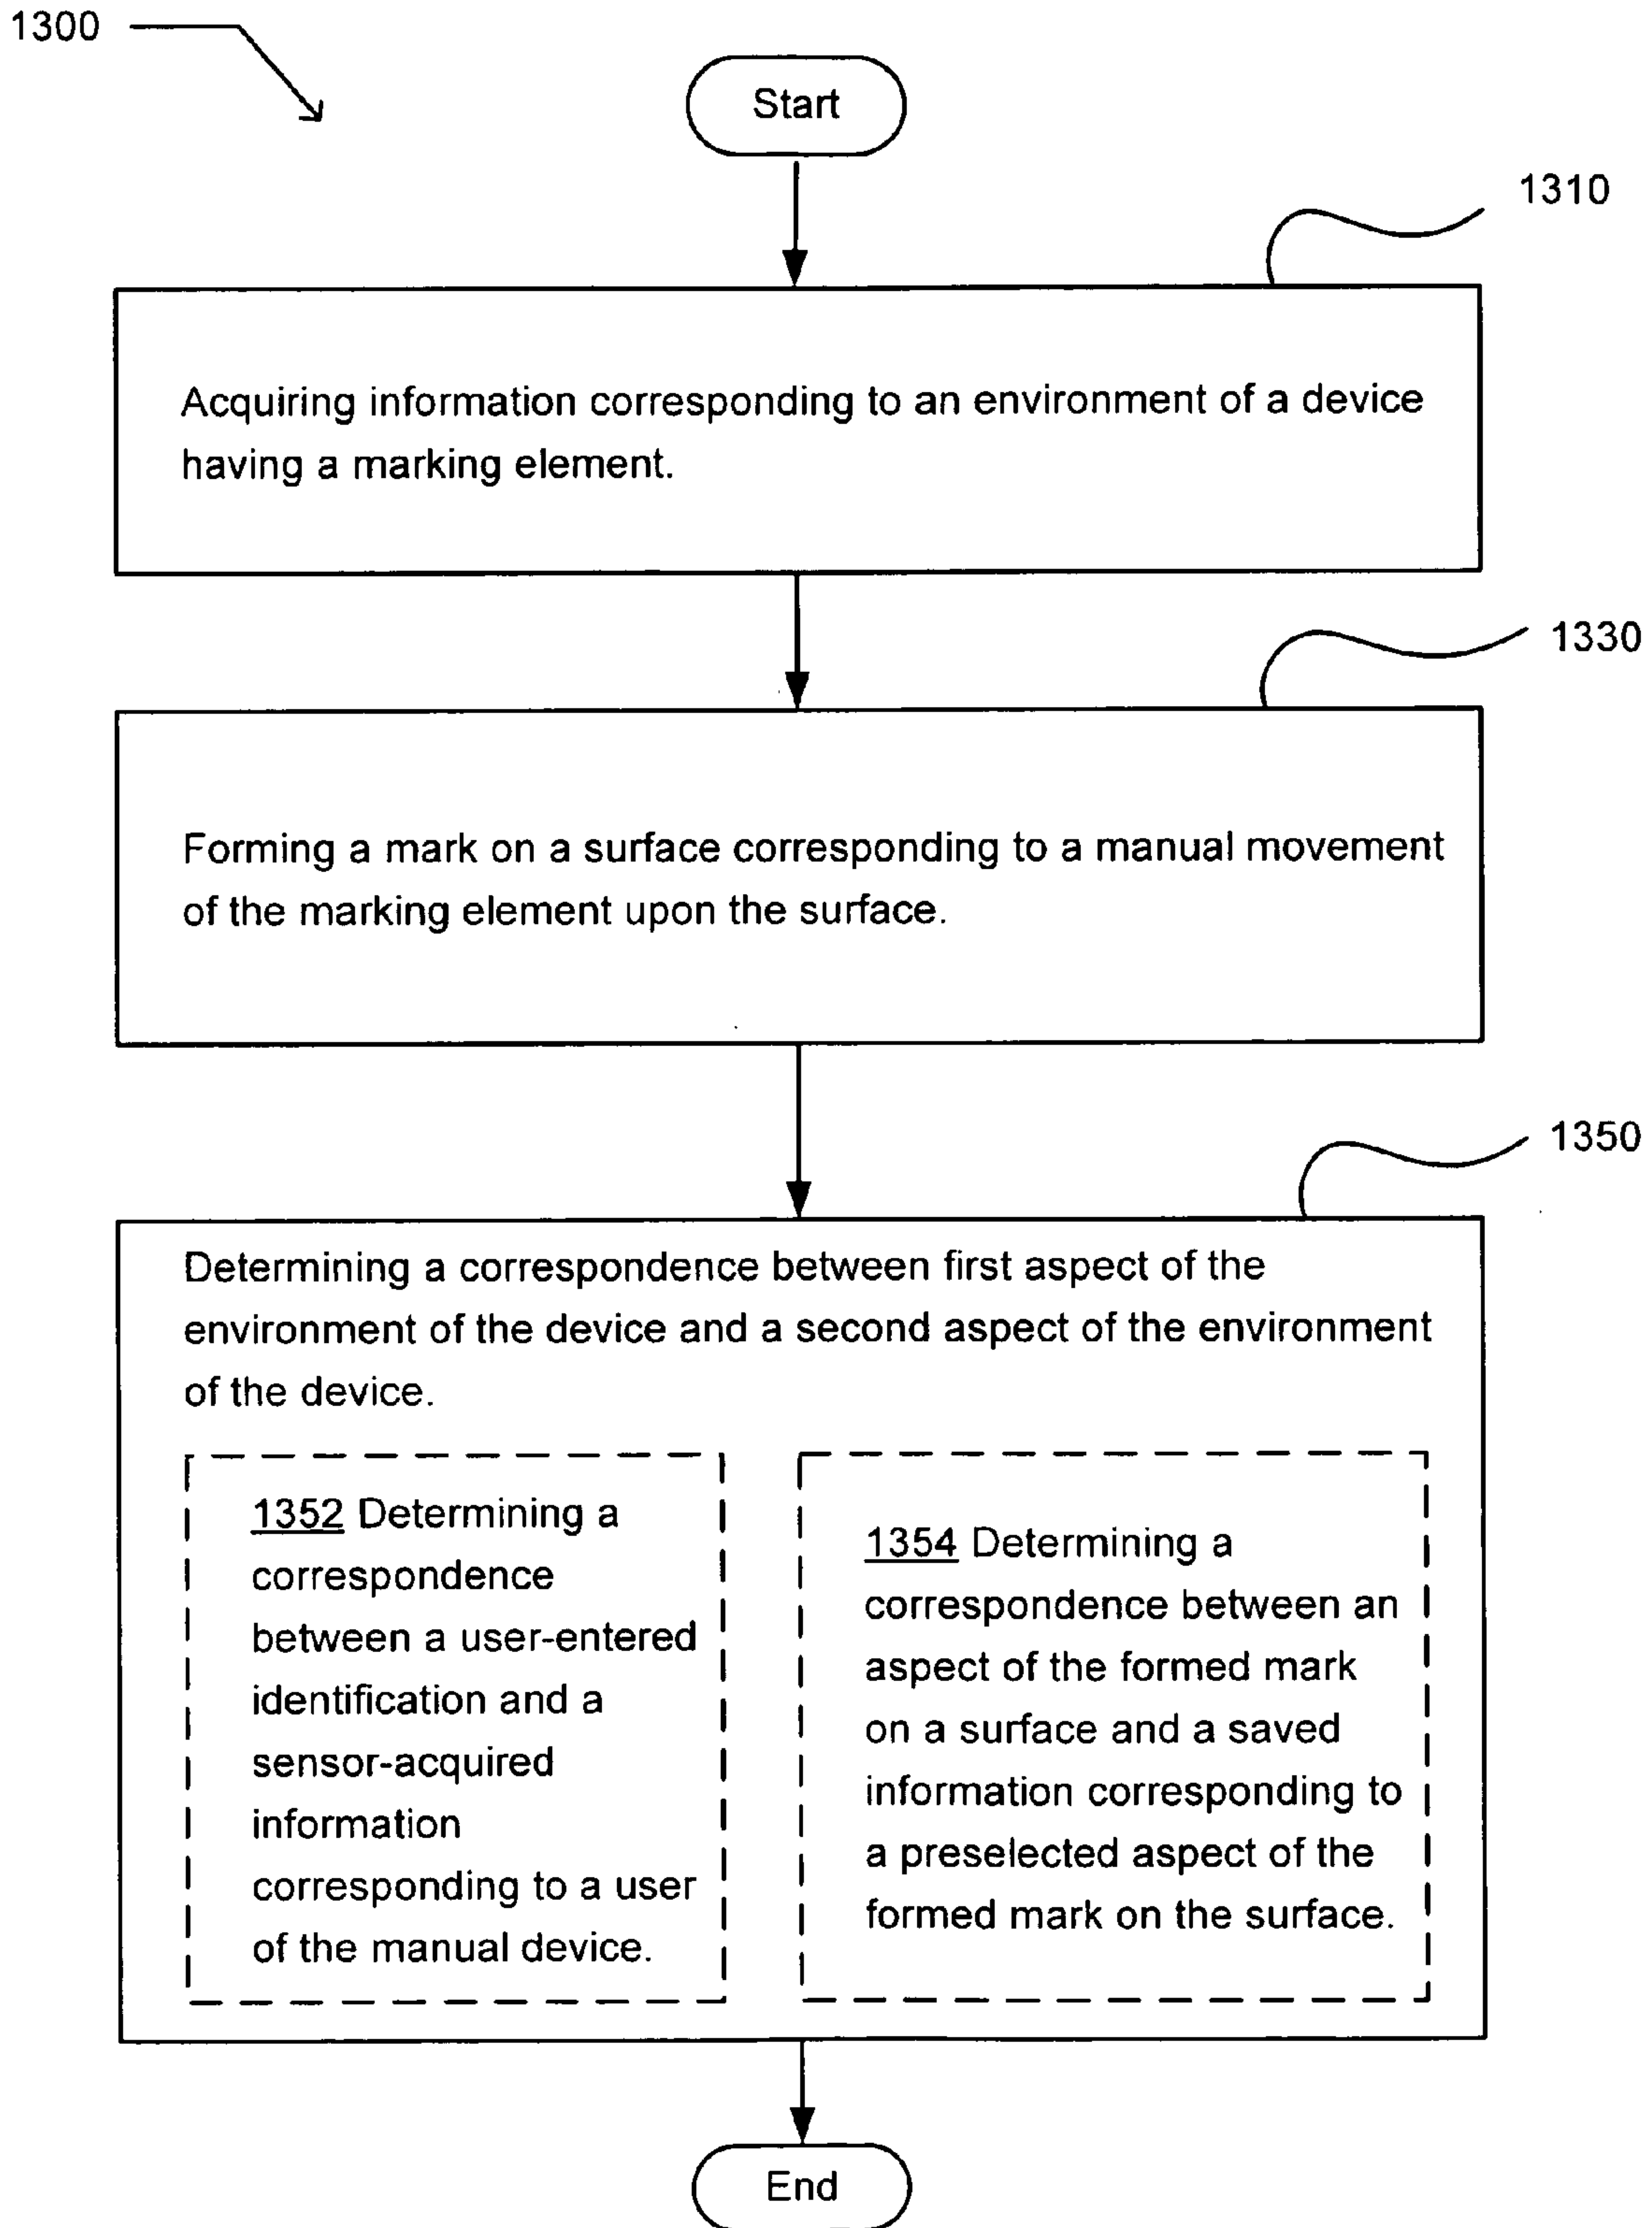 1300
Start
1310
Acquiring information corresponding to an environment of a device
having a marking element.
1330
Forming a mark on a surface corresponding to a manual movement
of the marking element upon the surface.
1350
Determining a correspondence between first aspect of the
environment of the device and a second aspect of the environment
of the device.
1352 Determining a
correspondence
between a user-entered
identification and a
sensor-acquired
information
corresponding to a user
of the manual device.
1354 Determining a
correspondence between an
aspect of the formed mark
on a surface and a saved
information corresponding to
a preselected aspect of the
formed mark on the surface.
End